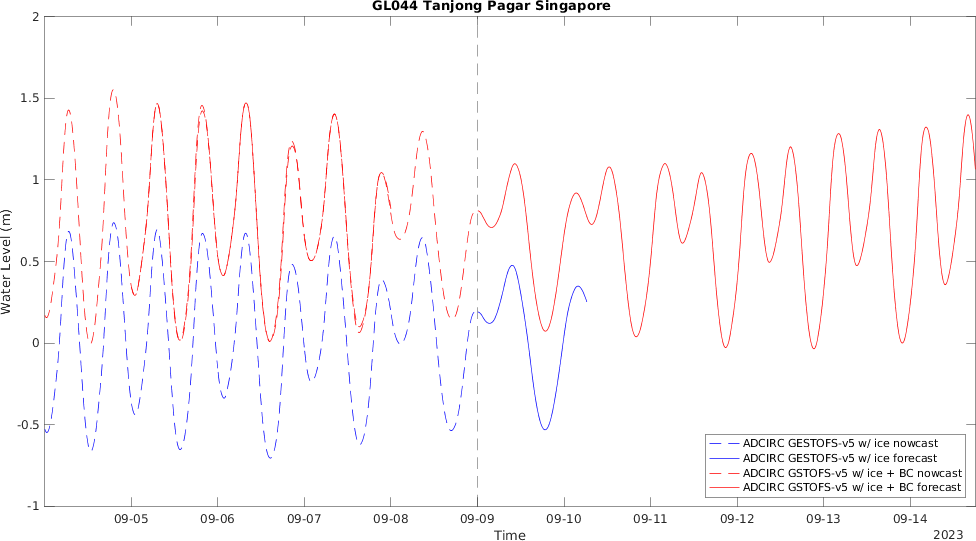 GL044 Tanjong Pagar Singapore
2
1.5
1
0.5
0
-0.5
-1
Water Level (m)
ADCIRC GESTOFS-v5 w/ ice nowcast
ADCIRC GESTOFS-v5 w/ ice forecast
ADCIRC GSTOFS-v5 w/ ice + BC nowcast
ADCIRC GSTOFS-v5 w/ ice + BC forecast
09-05 09-06 09-07 09-08 09-09 09-10 09-11 09-12 09-13 09-14
Time
2023